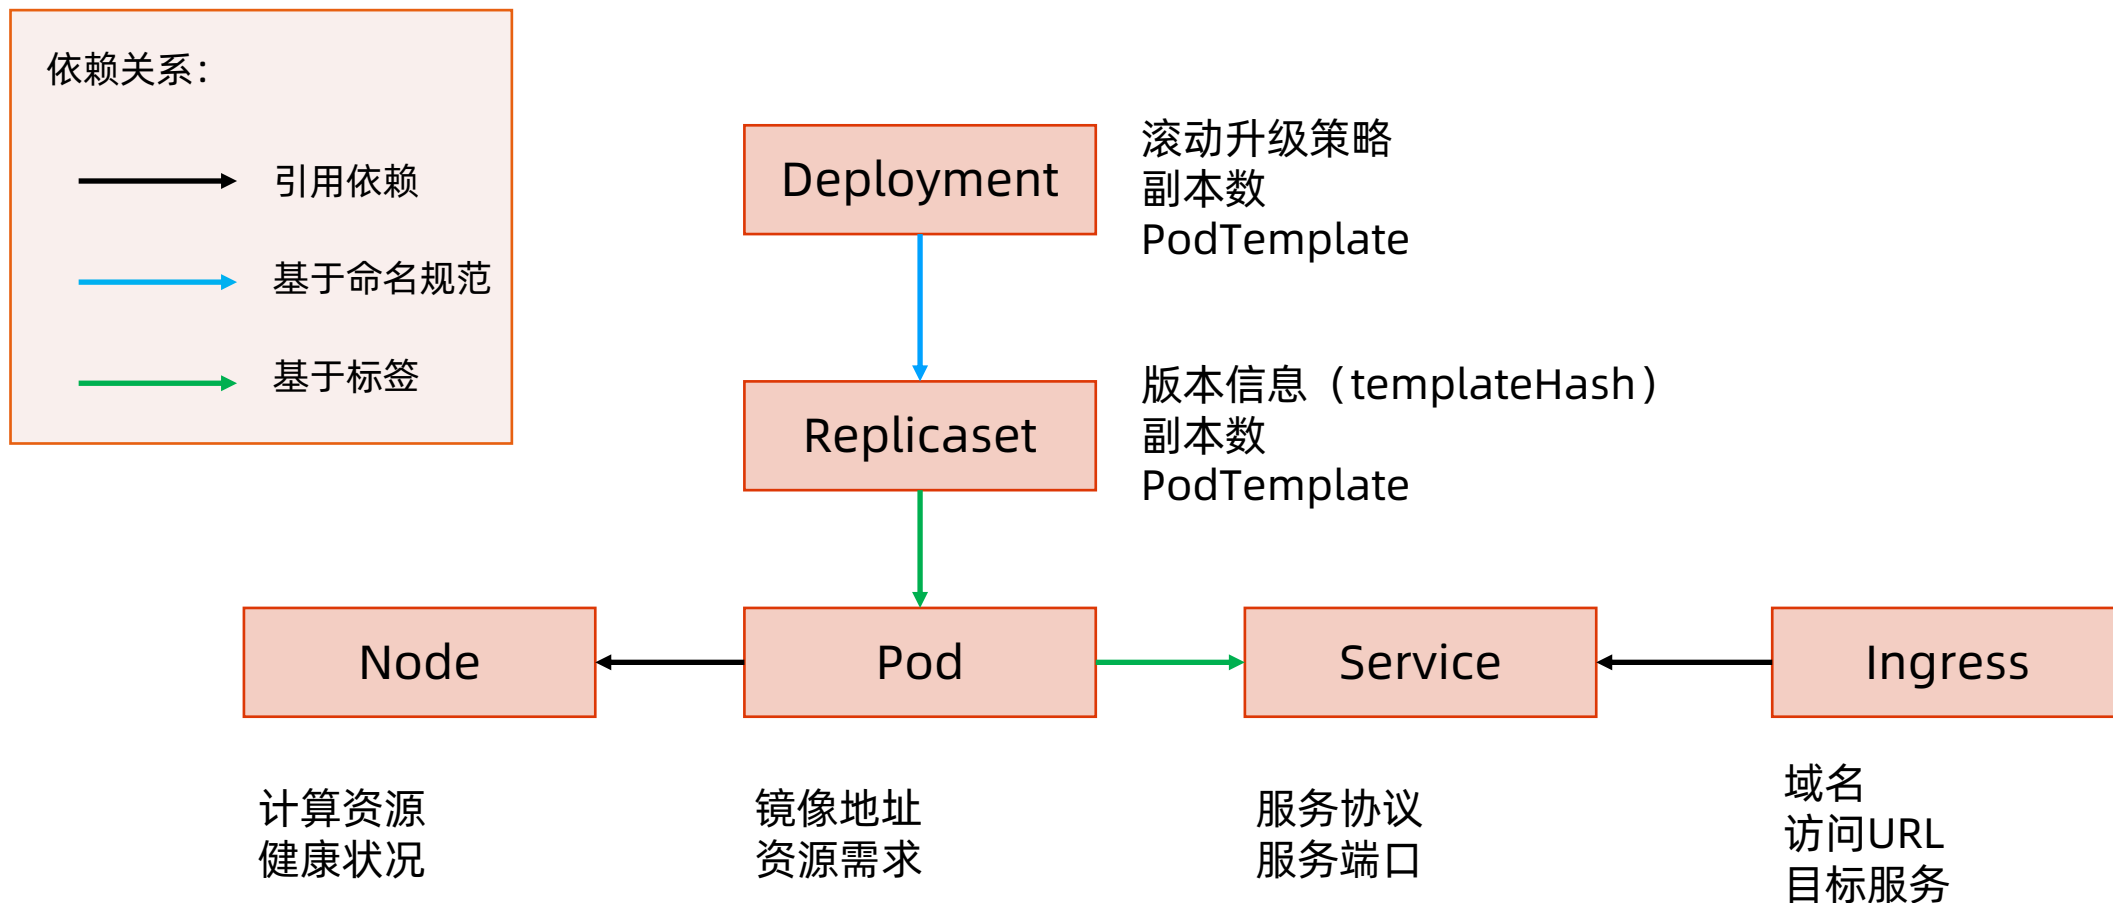 依赖关系：
引用依赖
基于命名规范
基于标签
Deployment
滚动升级策略
副本数
PodTemplate
Replicaset
版本信息（templateHash）
副本数
PodTemplate
Node
Pod
Service
Ingress
计算资源
健康状况
镜像地址
资源需求
服务协议
服务端口
域名
访问URL
目标服务